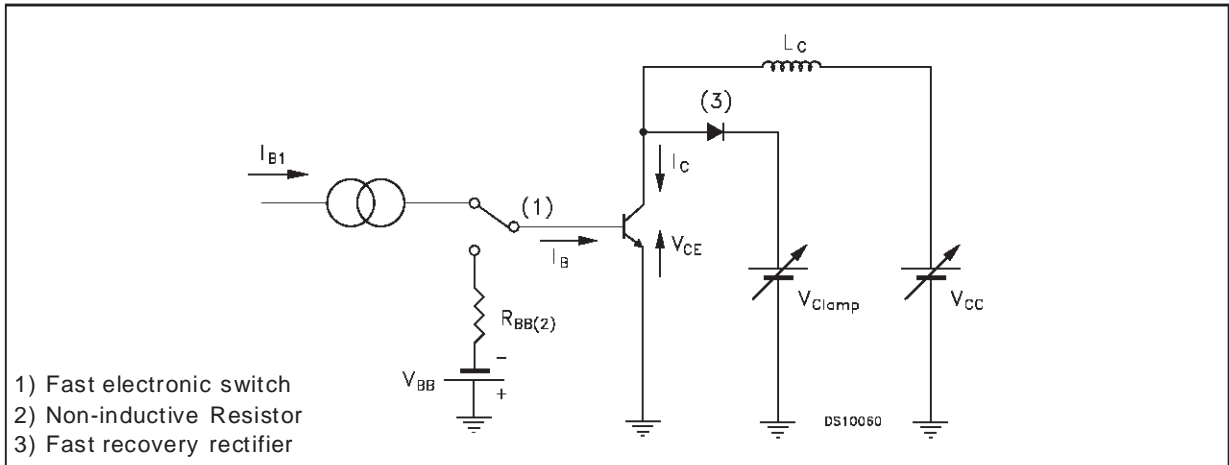 L_C
(3)
I_B1
I_C
(1)
I_B
V_CE
V_Clamp
V_CC
R_BB(2)
−
V_BB
+
DS10060
1) Fast electronic switch
2) Non-inductive Resistor
3) Fast recovery rectifier